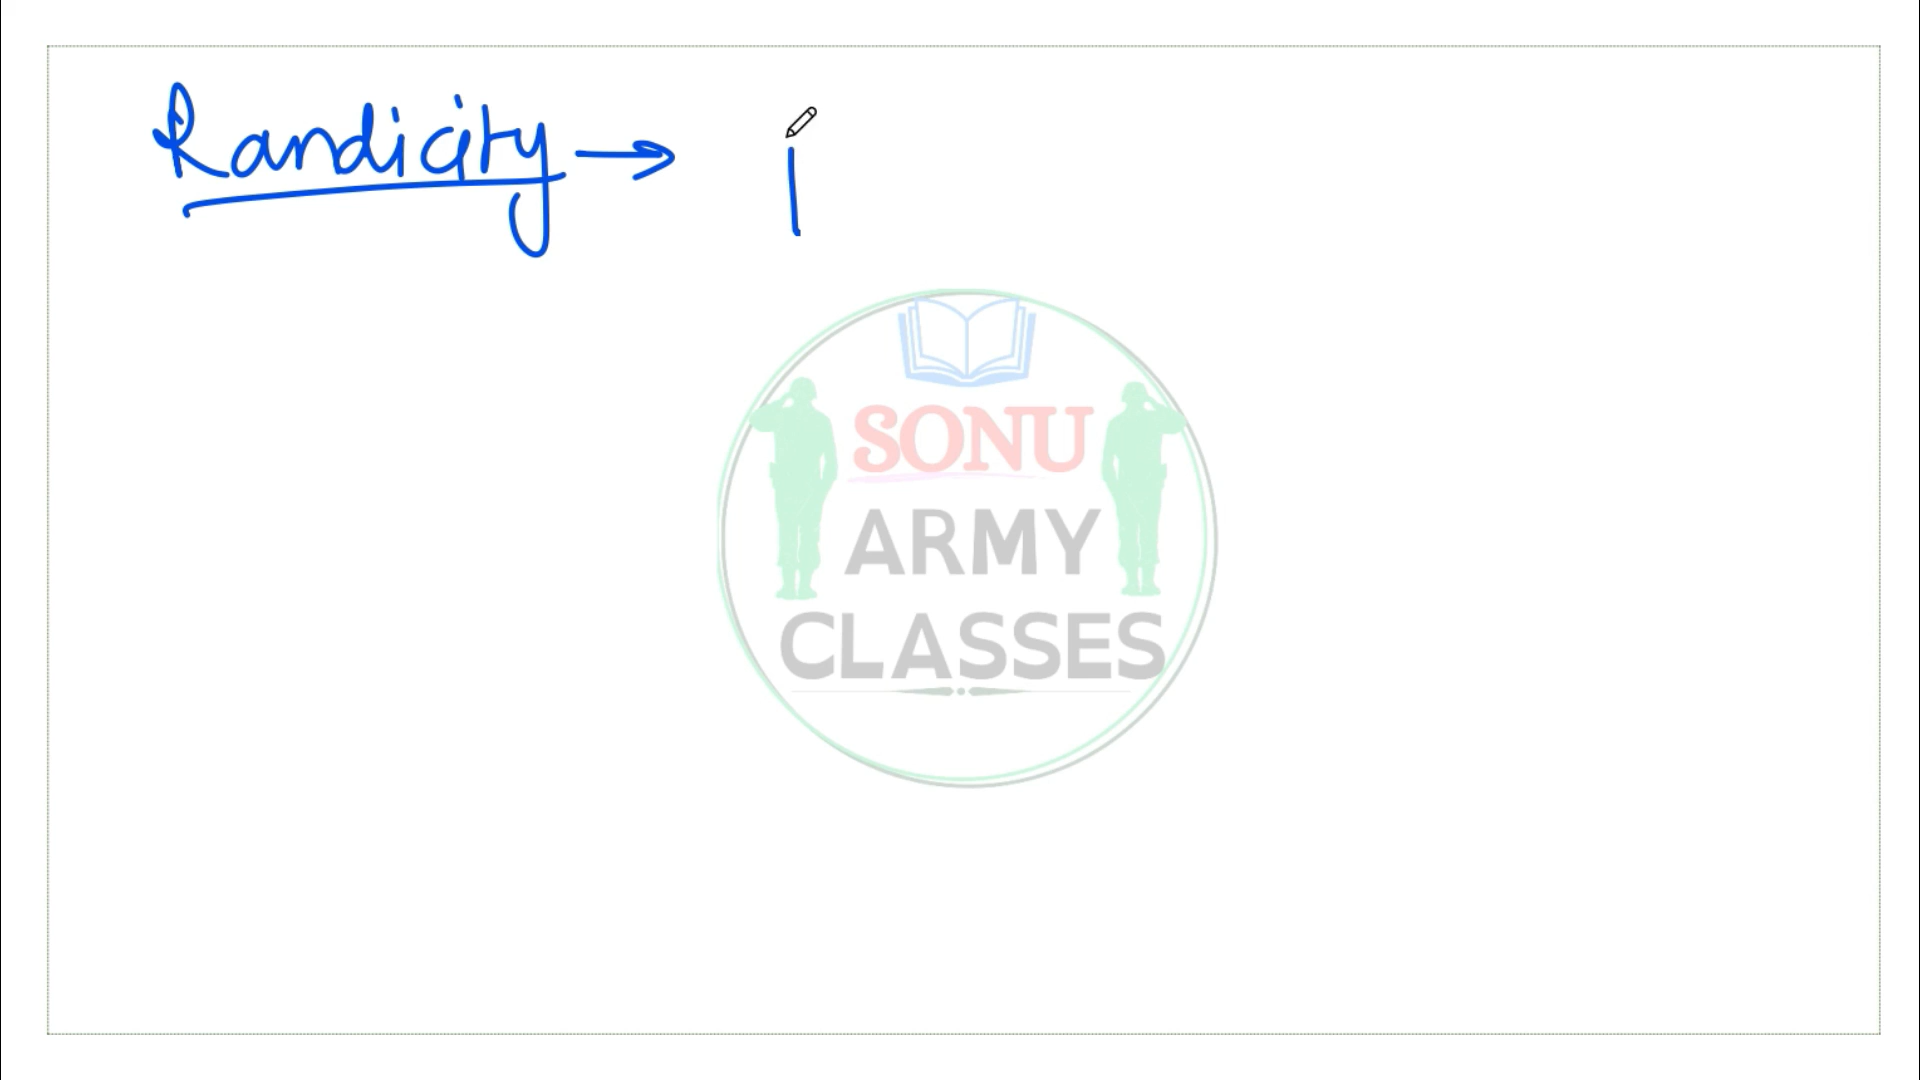 Randicity →
SONU
ARMY
CLASSES